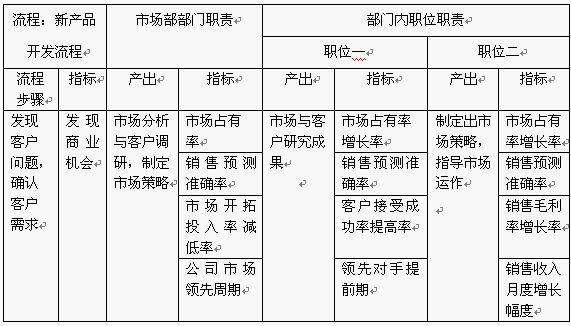 流程：新产品
开发流程
市场部部门职责
部门内职位职责
职位一
职位二
流程
步骤
指标
产出
指标
产出
指标
产出
指标
发现
客户
问题，
确认
客户
需求
发现
商业
机会
市场分析
与客户调
研，制定
市场策略
市场占有
率
销售预测
准确率
市场开拓
投入率减
低率
公司市场
领先周期
市场与客
户研究成
果
市场占有率
增长率
销售预测准
确率
客户接受成
功率提高率
领先对手提
前期
制定出市
场策略，
指导市场
运作
市场占有
率增长率
销售预测
准确率
销售毛利
率增长率
销售收入
月度增长
幅度